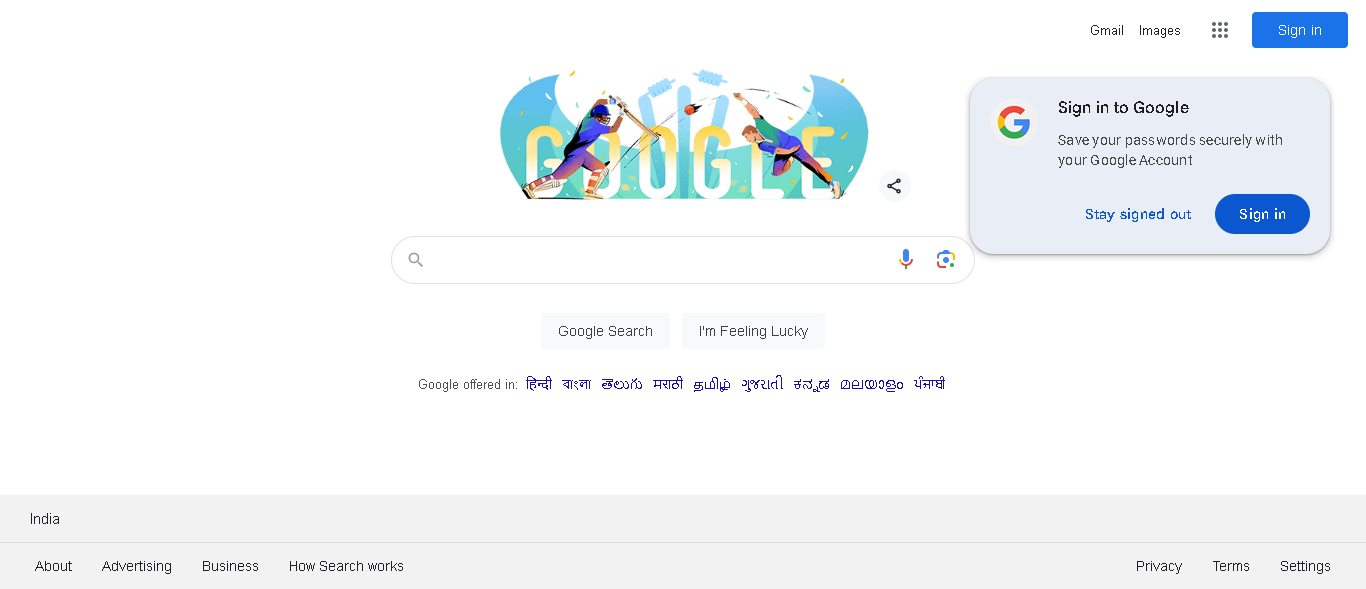 Gmail Images Sign in
GOOGLE
Sign in to Google
Save your passwords securely with
your Google Account
Stay signed out Sign in
Google Search I'm Feeling Lucky
Google offered in: हिन्दी বাংলা తెలుగు मराठी தமிழ் ગુજરાતી ಕನ್ನಡ മലയാളം ਪੰਜਾਬੀ
India
About Advertising Business How Search works Privacy Terms Settings